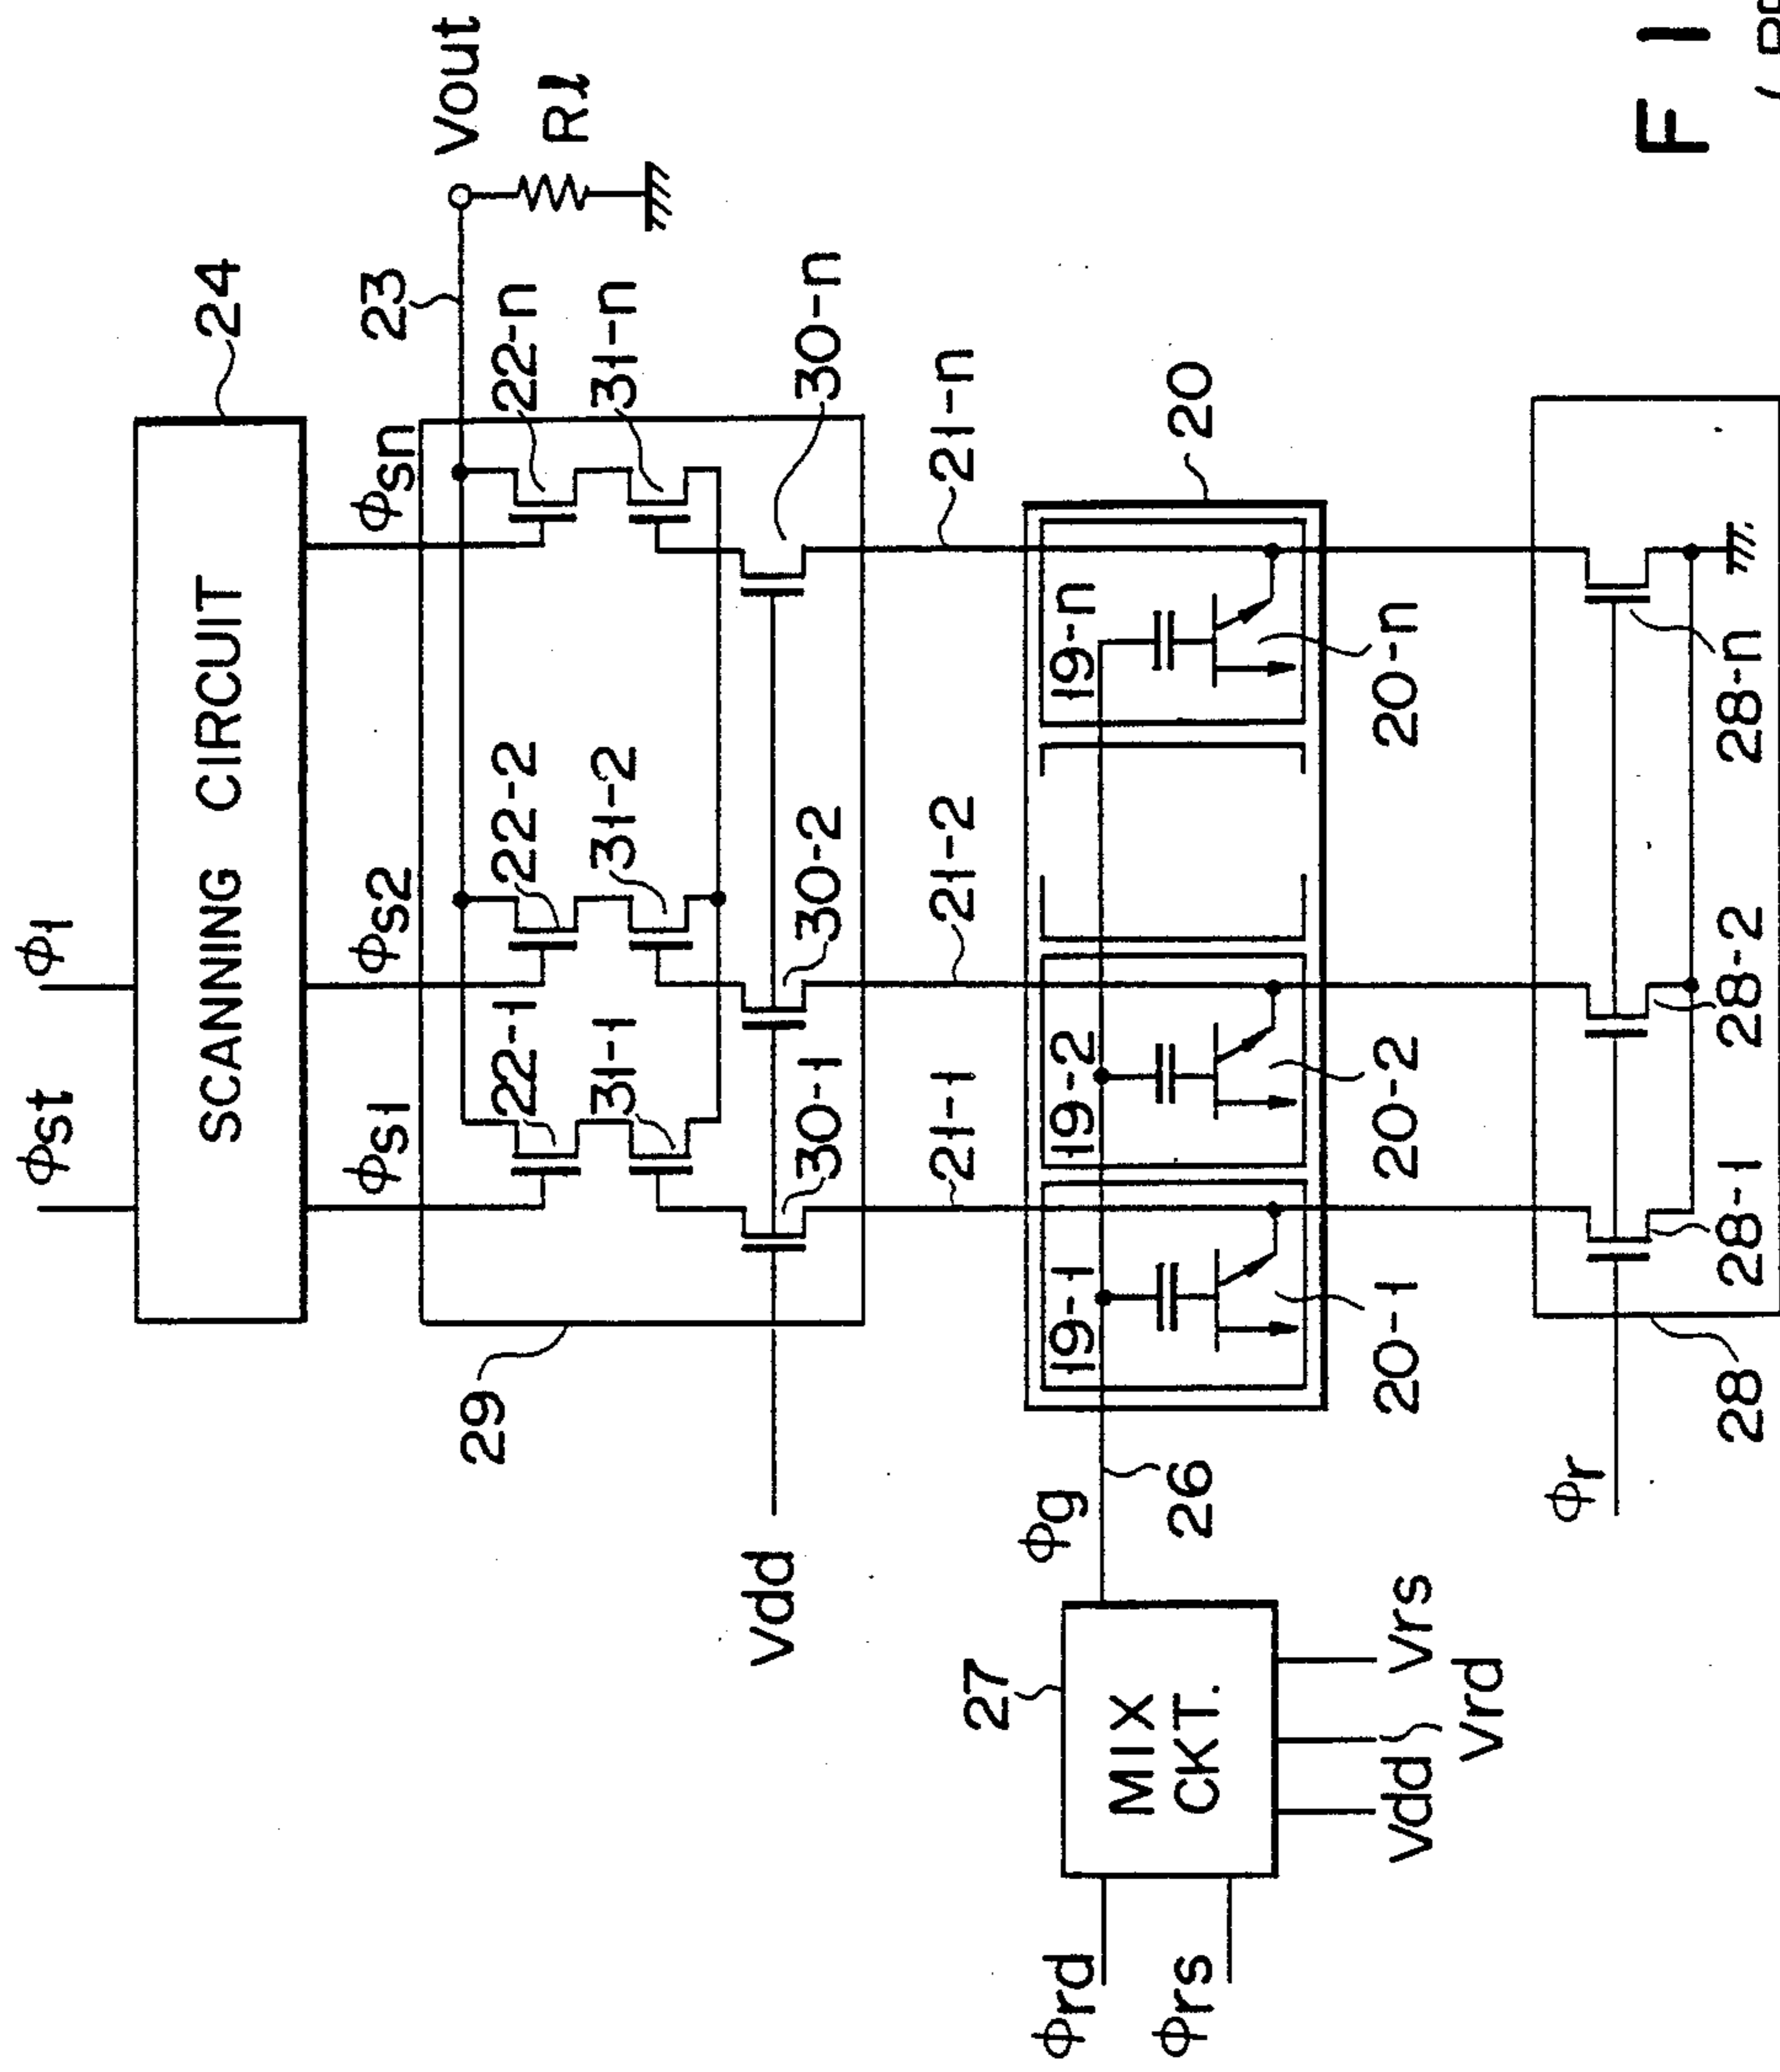 Φst
Φ1
SCANNING CIRCUIT
24
Φs1
Φs2
Φsn
23
Vout
Rℓ
29
22-1
22-2
22-n
31-1
31-2
31-n
30-1
30-2
30-n
Vdd
21-1
21-2
21-n
20
Φrd
Φrs
27
MIX
CKT.
Vdd
Vrd
Vrs
Φg
26
19-1
19-2
19-n
20-1
20-2
20-n
Φr
28
28-1
28-2
28-n
F I